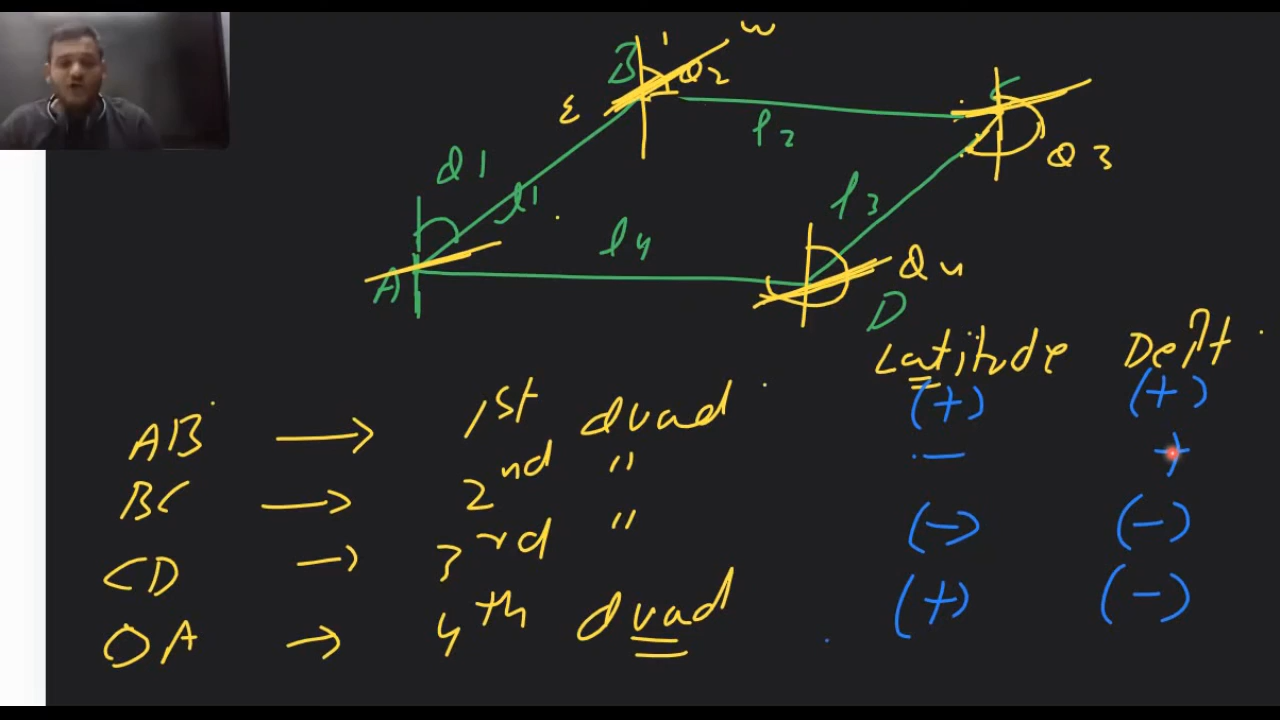 B
W
θ2
ε
C
l2
θ3
θ1
l1
l3
l4
θ4
A
D
Latitude Dept
AB → 1st quad (+) (+)
BC → 2nd " - +
CD → 3rd " (-) (-)
DA → 4th quad (+) (-)